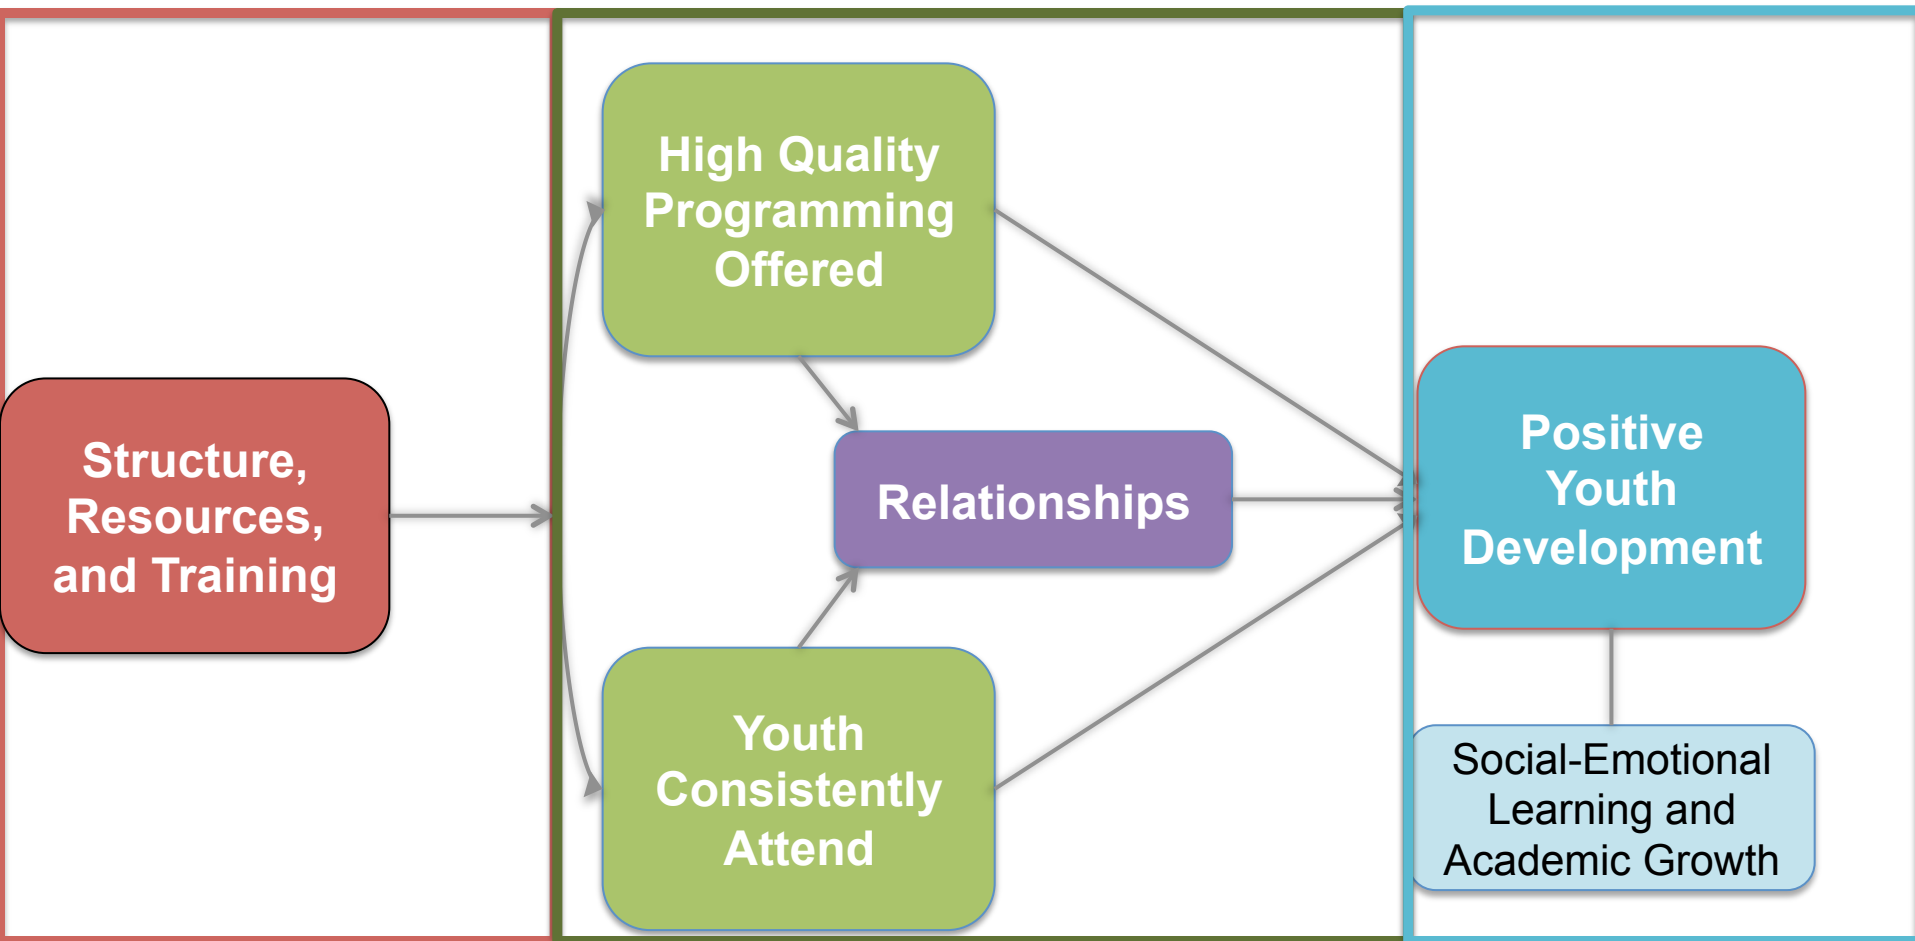 Structure,
Resources,
and Training
High Quality
Programming
Offered
Relationships
Youth
Consistently
Attend
Positive
Youth
Development
Social-Emotional
Learning and
Academic Growth